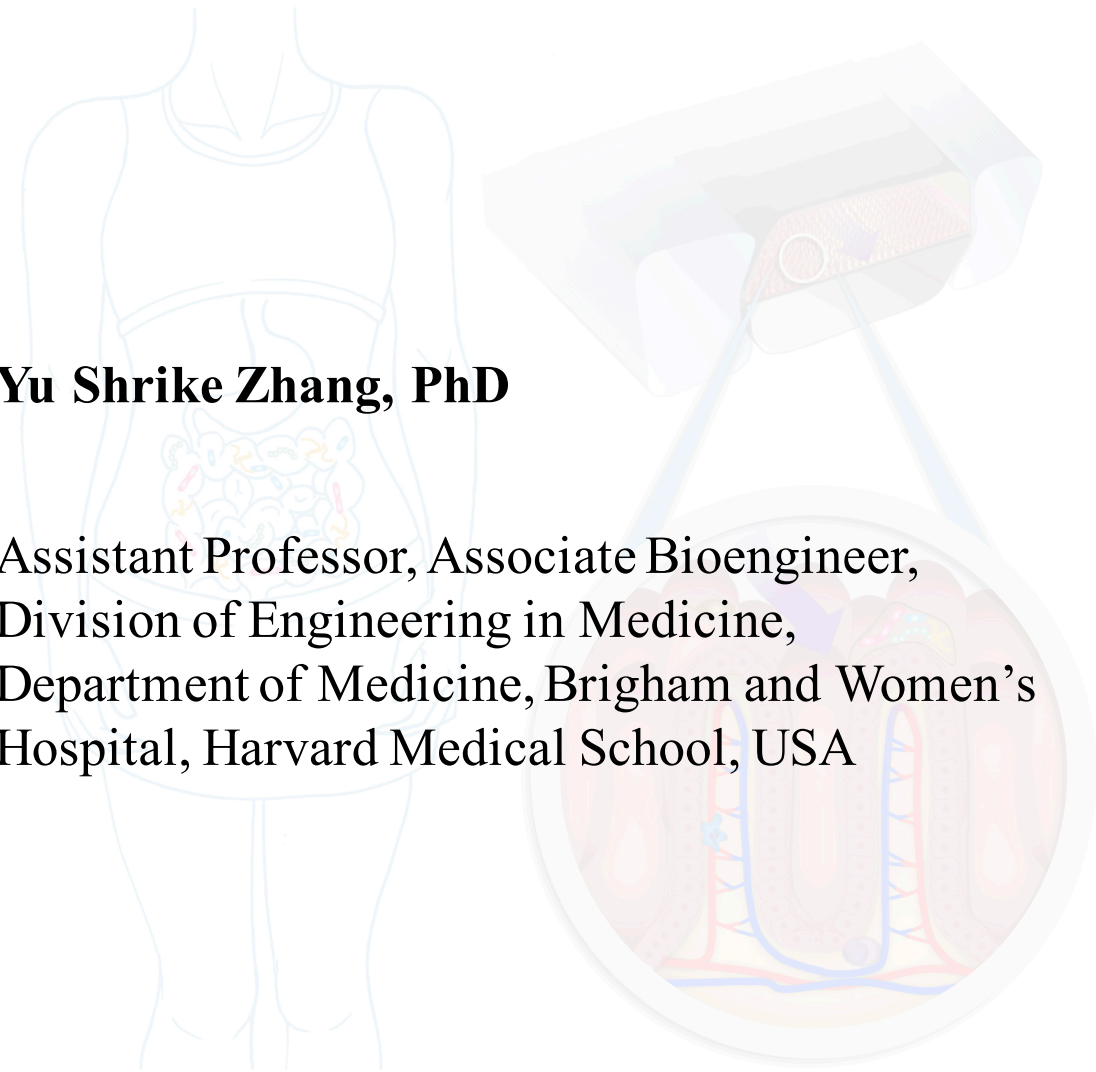 Yu Shrike Zhang, PhD
Assistant Professor, Associate Bioengineer,
Division of Engineering in Medicine,
Department of Medicine, Brigham and Women’s
Hospital, Harvard Medical School, USA